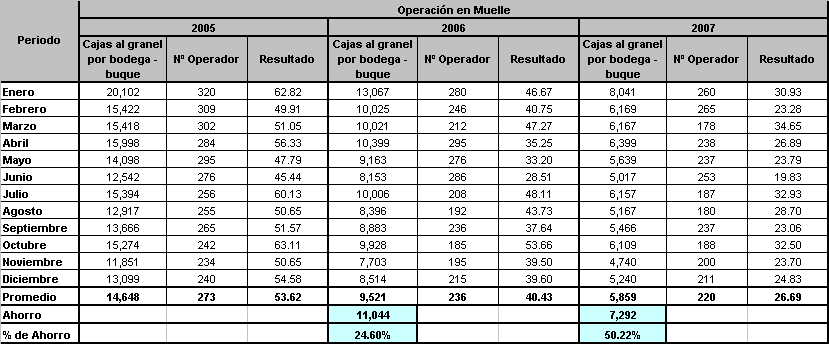 Operación en Muelle
Periodo 2005 2006 2007
Cajas al granel por bodega - buque Nº Operador Resultado Cajas al granel por bodega - buque Nº Operador Resultado Cajas al granel por bodega - buque Nº Operador Resultado
Enero 20,102 320 62.82 13,067 280 46.67 8,041 260 30.93
Febrero 15,422 309 49.91 10,025 246 40.75 6,169 265 23.28
Marzo 15,418 302 51.05 10,021 212 47.27 6,167 178 34.65
Abril 15,998 284 56.33 10,399 295 35.25 6,399 238 26.89
Mayo 14,098 295 47.79 9,163 276 33.20 5,639 237 23.79
Junio 12,542 276 45.44 8,153 286 28.51 5,017 253 19.83
Julio 15,394 256 60.13 10,006 208 48.11 6,157 187 32.93
Agosto 12,917 255 50.65 8,396 192 43.73 5,167 180 28.70
Septiembre 13,666 265 51.57 8,883 236 37.64 5,466 237 23.06
Octubre 15,274 242 63.11 9,928 185 53.66 6,109 188 32.50
Noviembre 11,851 234 50.65 7,703 195 39.50 4,740 200 23.70
Diciembre 13,099 240 54.58 8,514 215 39.60 5,240 211 24.83
Promedio 14,648 273 53.62 9,521 236 40.43 5,859 220 26.69
Ahorro 11,044 7,292
% de Ahorro 24.60% 50.22%